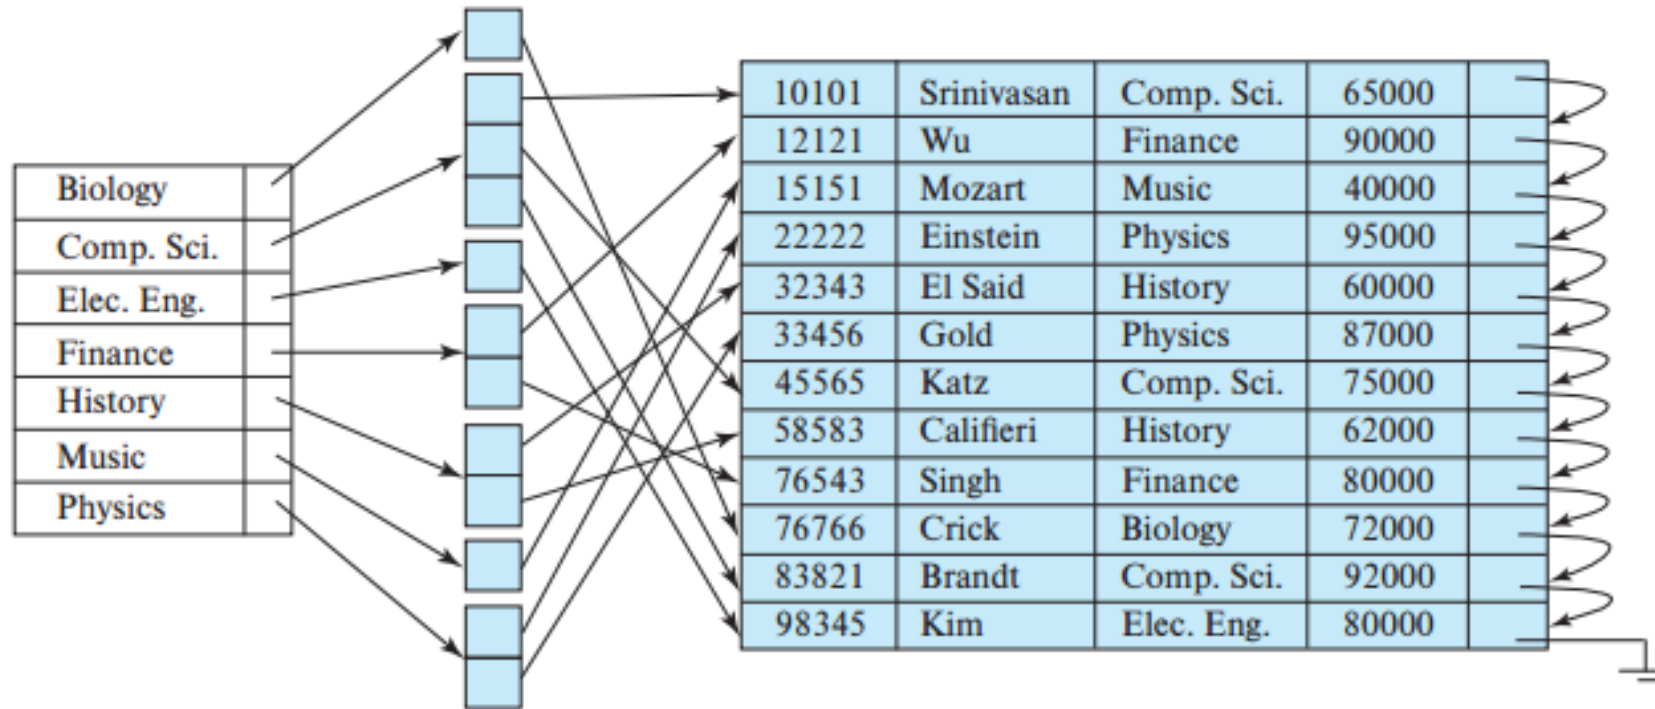 Biology
Comp. Sci.
Elec. Eng.
Finance
History
Music
Physics
10101 Srinivasan Comp. Sci. 65000
12121 Wu Finance 90000
15151 Mozart Music 40000
22222 Einstein Physics 95000
32343 El Said History 60000
33456 Gold Physics 87000
45565 Katz Comp. Sci. 75000
58583 Califieri History 62000
76543 Singh Finance 80000
76766 Crick Biology 72000
83821 Brandt Comp. Sci. 92000
98345 Kim Elec. Eng. 80000